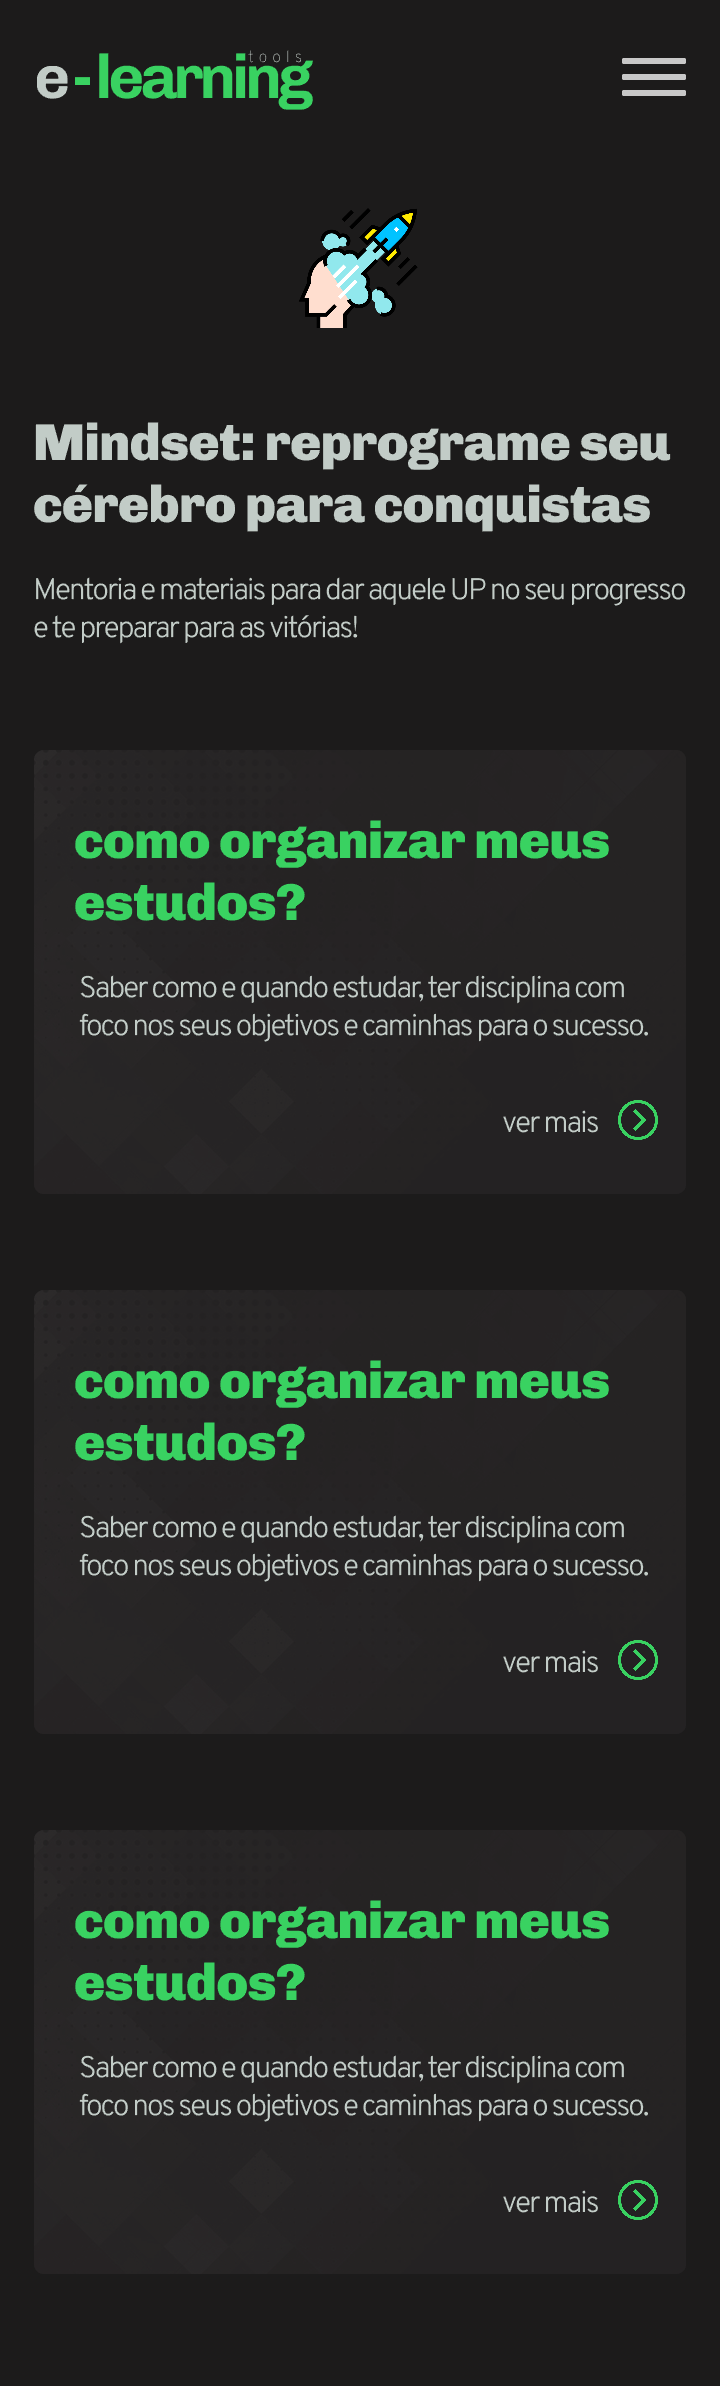 e-learning
tools
Mindset: reprograme seu
cérebro para conquistas
Mentoria e materiais para dar aquele UP no seu progresso
e te preparar para as vitórias!
como organizar meus
estudos?
Saber como e quando estudar, ter disciplina com
foco nos seus objetivos e caminhas para o sucesso.
ver mais
como organizar meus
estudos?
Saber como e quando estudar, ter disciplina com
foco nos seus objetivos e caminhas para o sucesso.
ver mais
como organizar meus
estudos?
Saber como e quando estudar, ter disciplina com
foco nos seus objetivos e caminhas para o sucesso.
ver mais